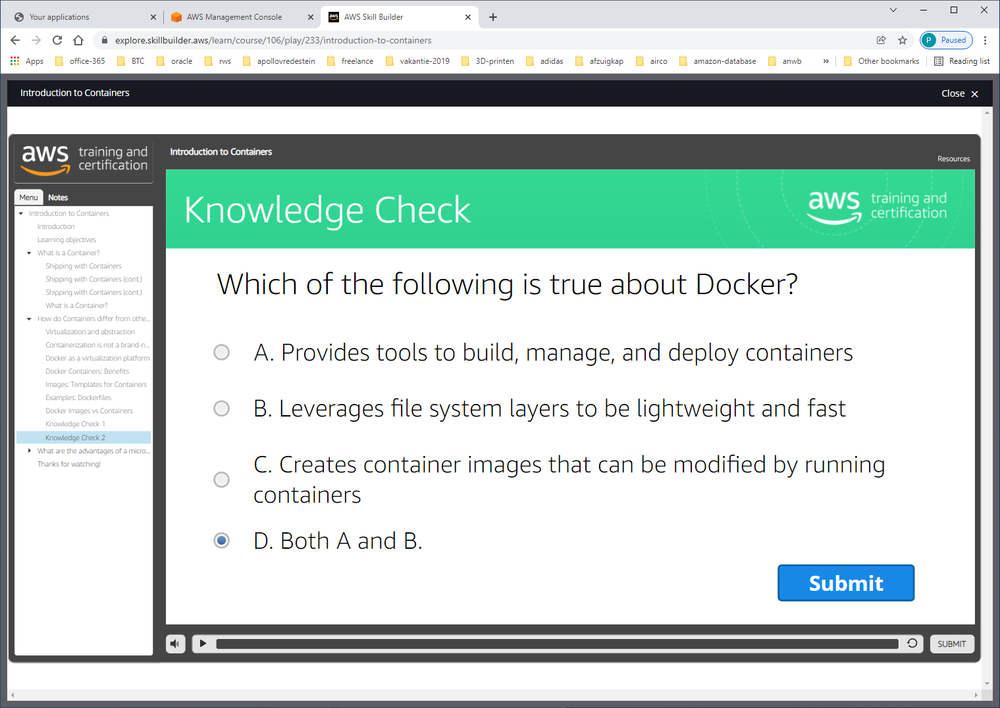 Your applications
AWS Management Console
aws
AWS Skill Builder
explore.skillbuilder.aws/learn/course/106/play/233/introduction-to-containers
P
Paused
Apps
office-365
BTC
oracle
rws
apollovredestein
freelance
vakantie-2019
3D-printen
adidas
afzuigkap
airco
amazon-database
anwb
»
Other bookmarks
Reading list
Introduction to Containers
Close
aws training and certification
Introduction to Containers
Resources
Menu
Notes
Introduction to Containers
Introduction
Learning objectives
What is a Container?
Shipping with Containers
Shipping with Containers (cont.)
Shipping with Containers (cont.)
What is a Container?
How do Containers differ from othe...
Virtualization and abstraction
Containerization is not a brand-n...
Docker as a virtualization platform
Docker Containers: Benefits
Images: Templates for Containers
Examples: Dockerfiles
Docker Images vs Containers
Knowledge Check 1
Knowledge Check 2
What are the advantages of a micro...
Thanks for watching!
Knowledge Check
aws training and certification
Which of the following is true about Docker?
A. Provides tools to build, manage, and deploy containers
B. Leverages file system layers to be lightweight and fast
C. Creates container images that can be modified by running
containers
D. Both A and B.
Submit
SUBMIT